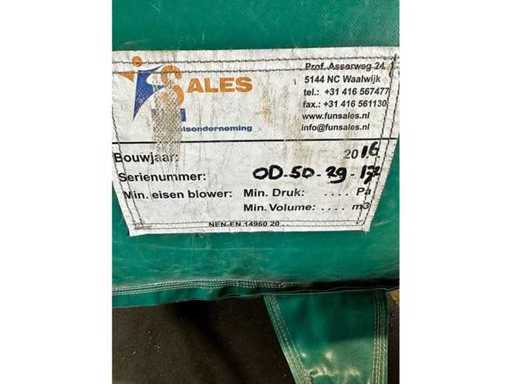 SALES
Prof. Asserweg 24
5144 NC Waalwijk
tel.: +31 416 567477
fax.: +31 416 561130
www.funsales.nl
info@funsales.nl
Bouwjaar: 2016
Serienummer: OD-50-29-172
Min. eisen blower: Min. Druk: .... Pa
Min. Volume: .... m3
NEN-EN 14960 20